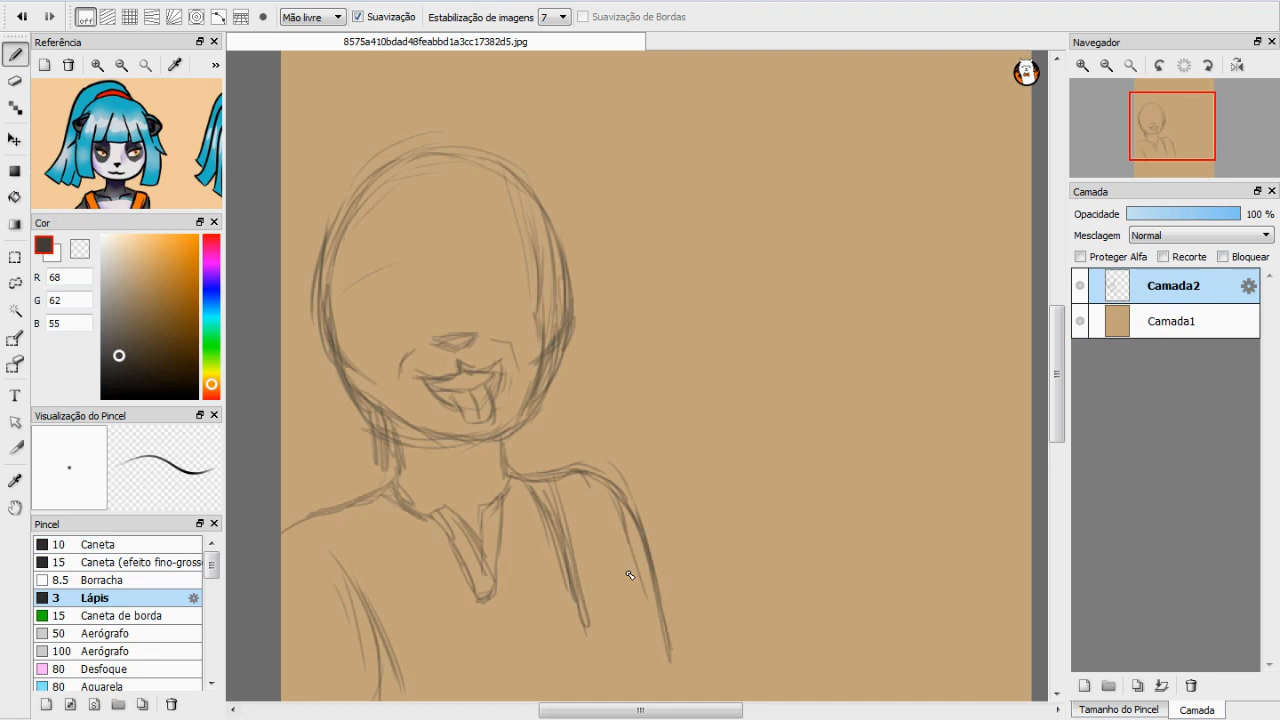 off
Mão livre
Suavização
Estabilização de imagens
7
Suavização de Bordas
Referência
8575a410bdad48feabbd1a3cc17382d5.jpg
Navegador
»
Cor
R 68
G 62
B 55
Camada
Opacidade 100 %
Mesclagem Normal
Proteger Alfa Recorte Bloquear
Camada2
Camada1
Visualização do Pincel
Pincel
10 Caneta
15 Caneta (efeito fino-gross
8.5 Borracha
3 Lápis
15 Caneta de borda
50 Aerógrafo
100 Aerógrafo
80 Desfoque
80 Aquarela
T
S
Tamanho do Pincel Camada